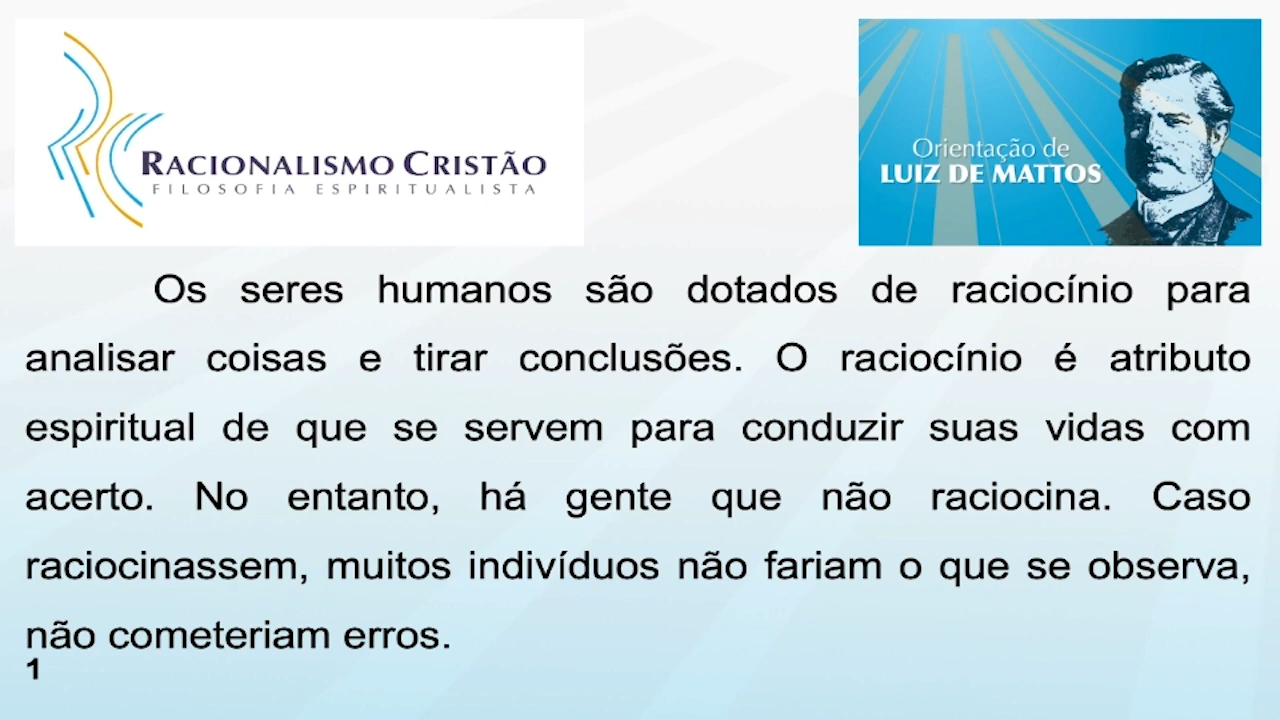 RACIONALISMO CRISTÃO
FILOSOFIA ESPIRITUALISTA
Orientação de
LUIZ DE MATTOS
Os seres humanos são dotados de raciocínio para
analisar coisas e tirar conclusões. O raciocínio é atributo
espiritual de que se servem para conduzir suas vidas com
acerto. No entanto, há gente que não raciocina. Caso
raciocinassem, muitos indivíduos não fariam o que se observa,
não cometeriam erros.
1